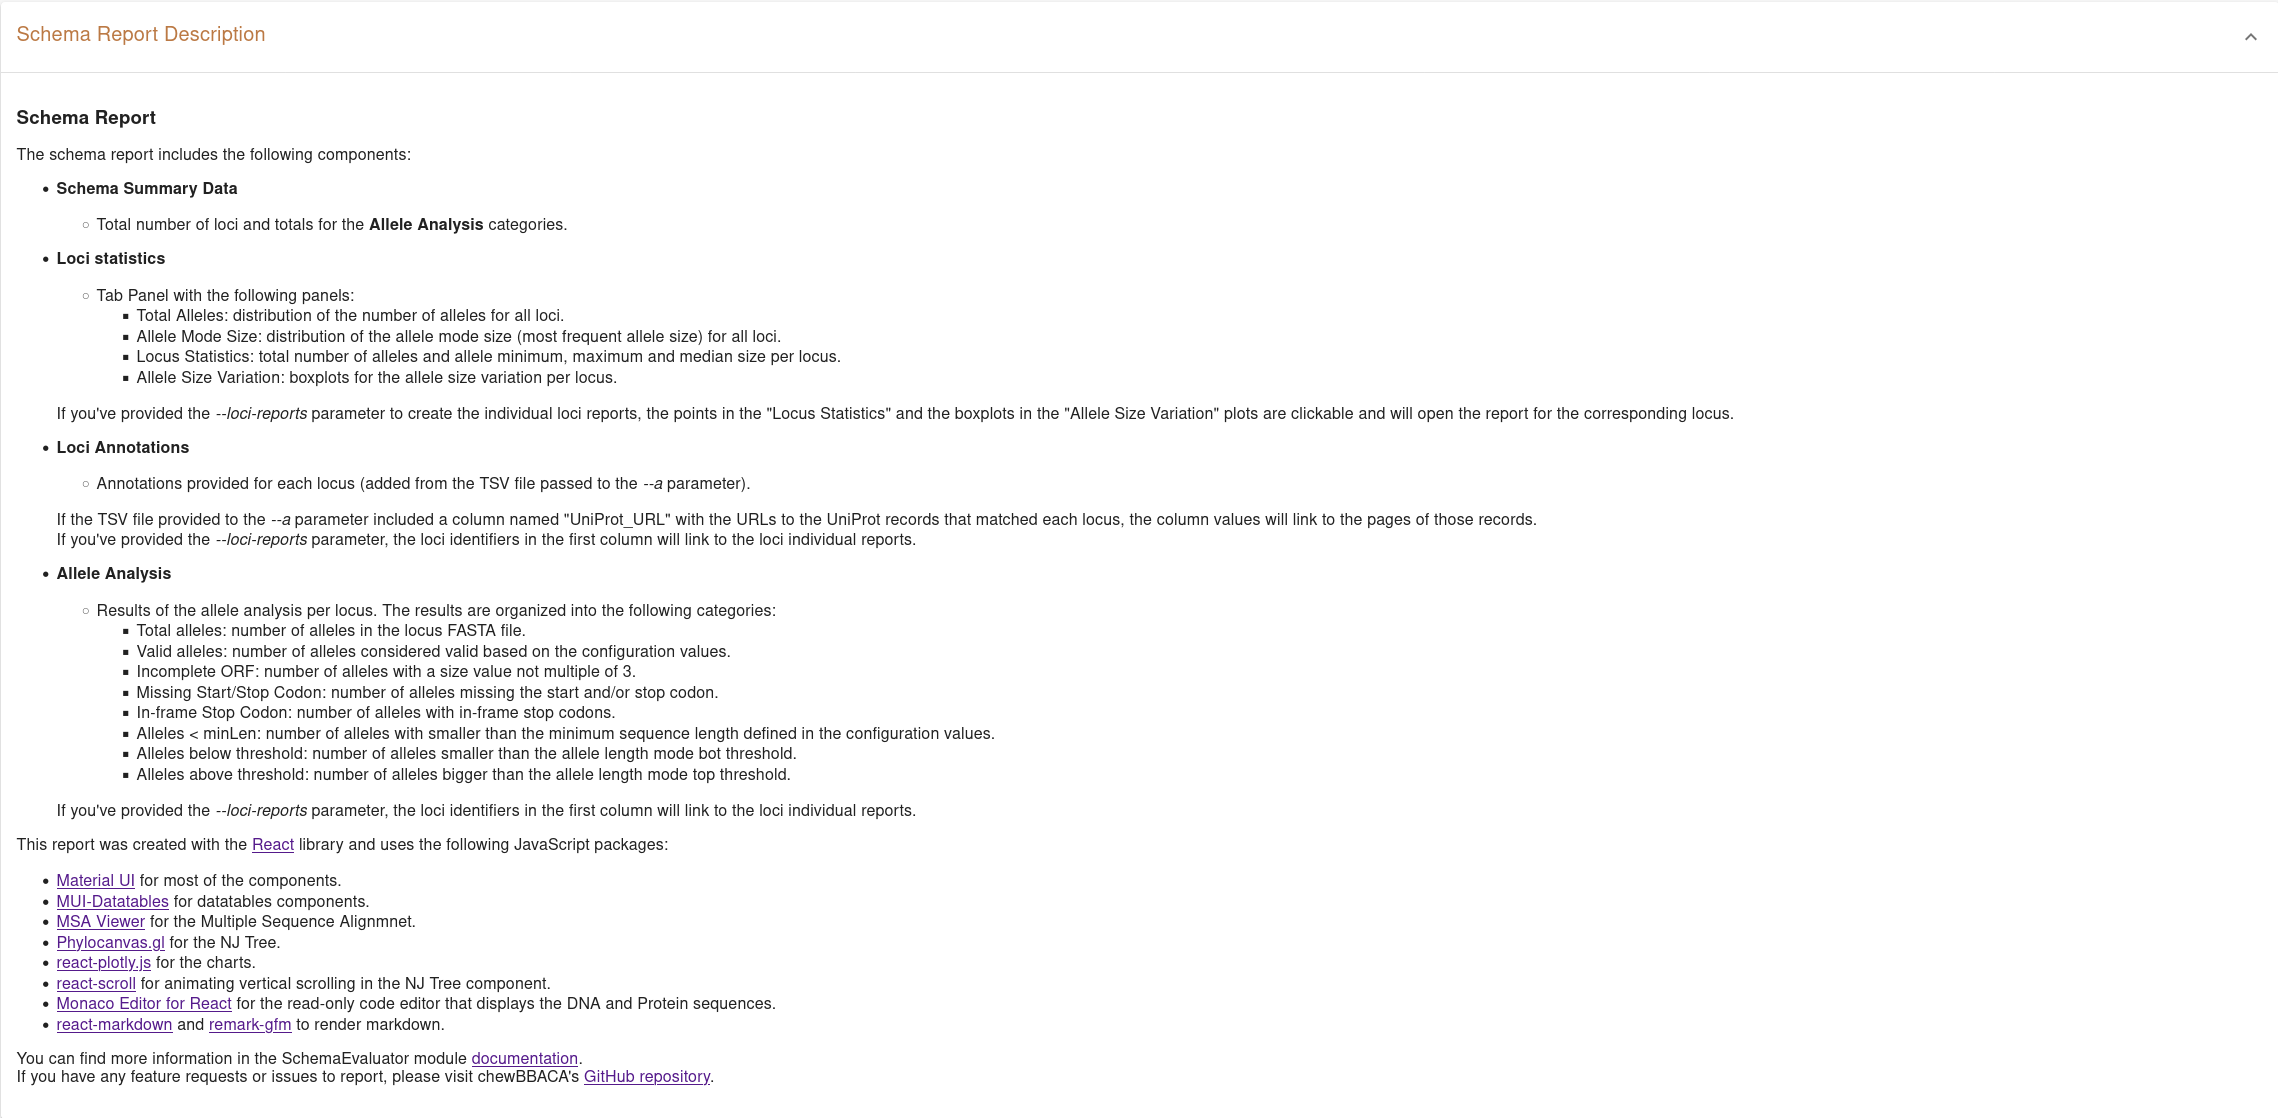 Schema Report Description
Schema Report
The schema report includes the following components:
• Schema Summary Data
○ Total number of loci and totals for the Allele Analysis categories.
• Loci statistics
○ Tab Panel with the following panels:
▪ Total Alleles: distribution of the number of alleles for all loci.
▪ Allele Mode Size: distribution of the allele mode size (most frequent allele size) for all loci.
▪ Locus Statistics: total number of alleles and allele minimum, maximum and median size per locus.
▪ Allele Size Variation: boxplots for the allele size variation per locus.
If you've provided the --loci-reports parameter to create the individual loci reports, the points in the "Locus Statistics" and the boxplots in the "Allele Size Variation" plots are clickable and will open the report for the corresponding locus.
• Loci Annotations
○ Annotations provided for each locus (added from the TSV file passed to the --a parameter).
If the TSV file provided to the --a parameter included a column named "UniProt_URL" with the URLs to the UniProt records that matched each locus, the column values will link to the pages of those records.
If you've provided the --loci-reports parameter, the loci identifiers in the first column will link to the loci individual reports.
• Allele Analysis
○ Results of the allele analysis per locus. The results are organized into the following categories:
▪ Total alleles: number of alleles in the locus FASTA file.
▪ Valid alleles: number of alleles considered valid based on the configuration values.
▪ Incomplete ORF: number of alleles with a size value not multiple of 3.
▪ Missing Start/Stop Codon: number of alleles missing the start and/or stop codon.
▪ In-frame Stop Codon: number of alleles with in-frame stop codons.
▪ Alleles < minLen: number of alleles with smaller than the minimum sequence length defined in the configuration values.
▪ Alleles below threshold: number of alleles smaller than the allele length mode bot threshold.
▪ Alleles above threshold: number of alleles bigger than the allele length mode top threshold.
If you've provided the --loci-reports parameter, the loci identifiers in the first column will link to the loci individual reports.
This report was created with the React library and uses the following JavaScript packages:
• Material UI for most of the components.
• MUI-Datatables for datatables components.
• MSA Viewer for the Multiple Sequence Alignmnet.
• Phylocanvas.gl for the NJ Tree.
• react-plotly.js for the charts.
• react-scroll for animating vertical scrolling in the NJ Tree component.
• Monaco Editor for React for the read-only code editor that displays the DNA and Protein sequences.
• react-markdown and remark-gfm to render markdown.
You can find more information in the SchemaEvaluator module documentation.
If you have any feature requests or issues to report, please visit chewBBACA's GitHub repository.